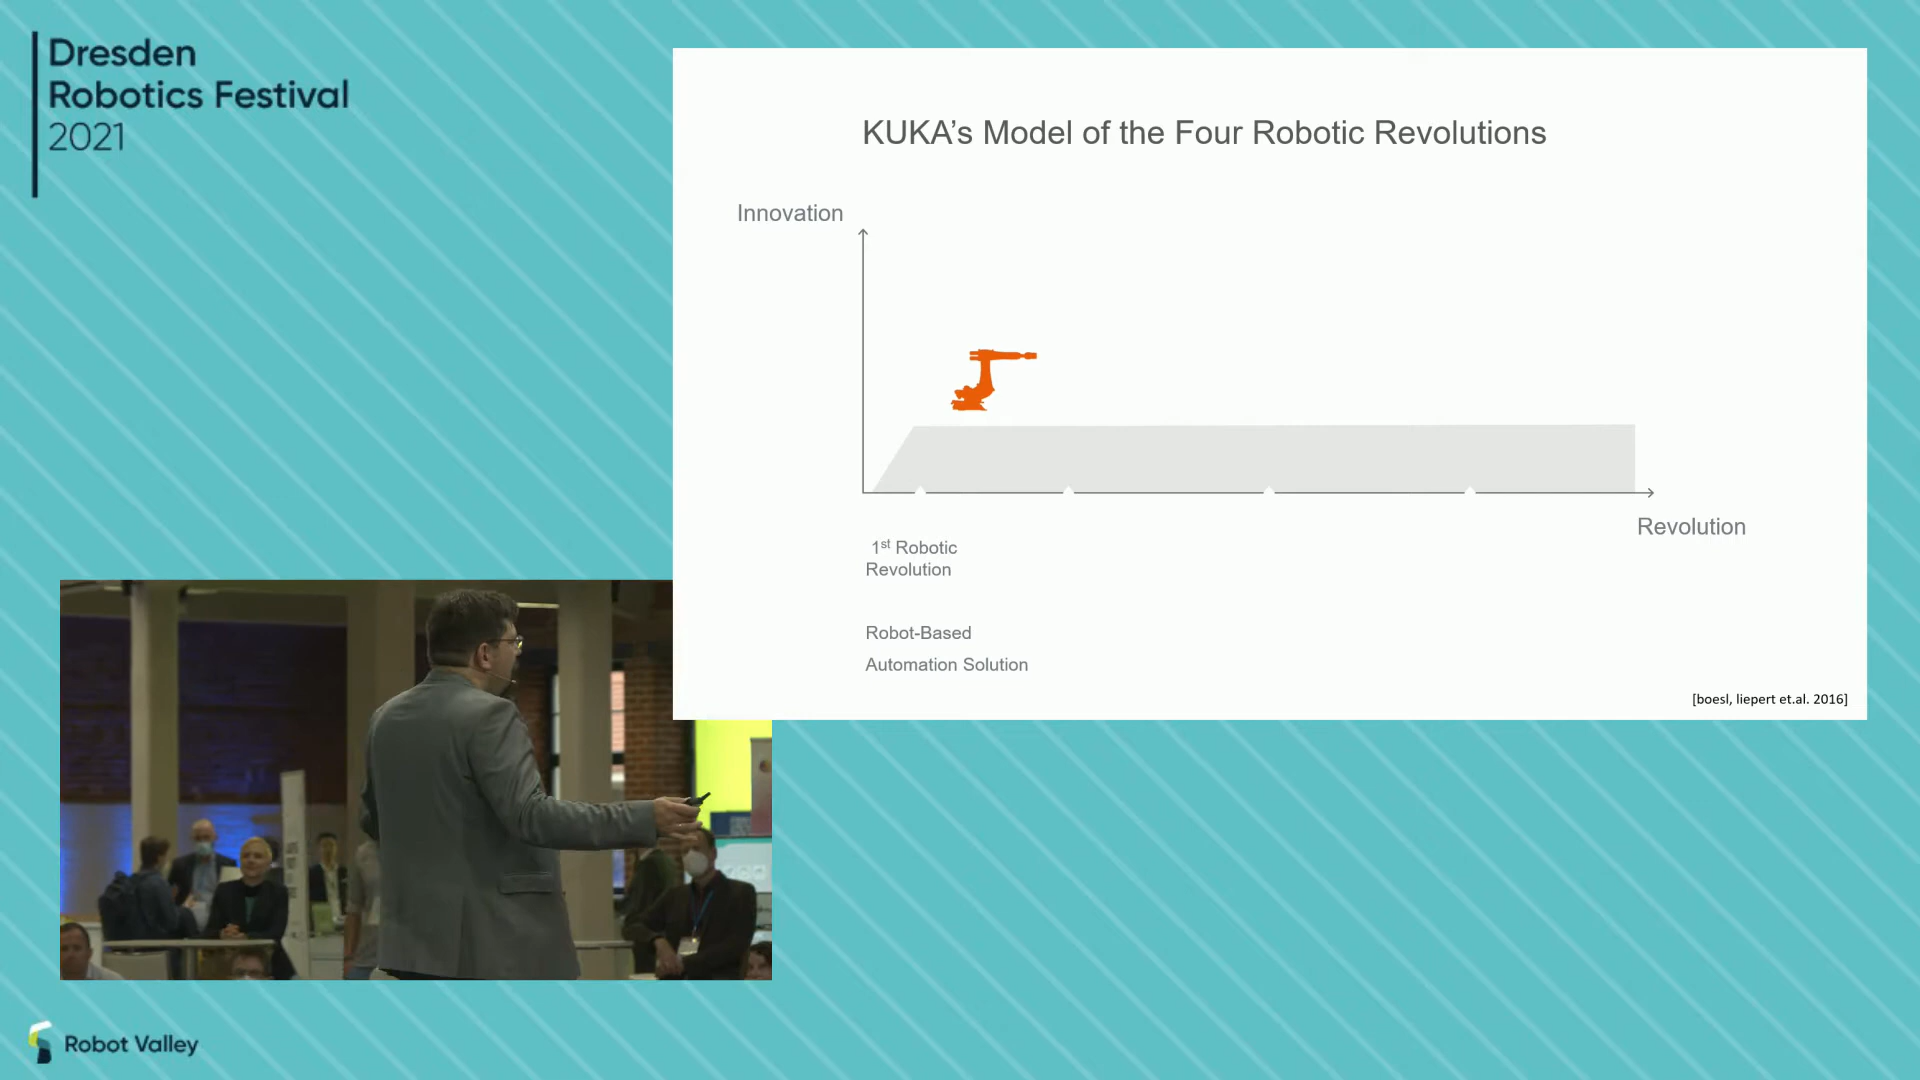 Dresden
Robotics Festival
2021
KUKA’s Model of the Four Robotic Revolutions
Innovation
Revolution
1st Robotic
Revolution
Robot-Based
Automation Solution
[boesl, liepert et.al. 2016]
Robot Valley